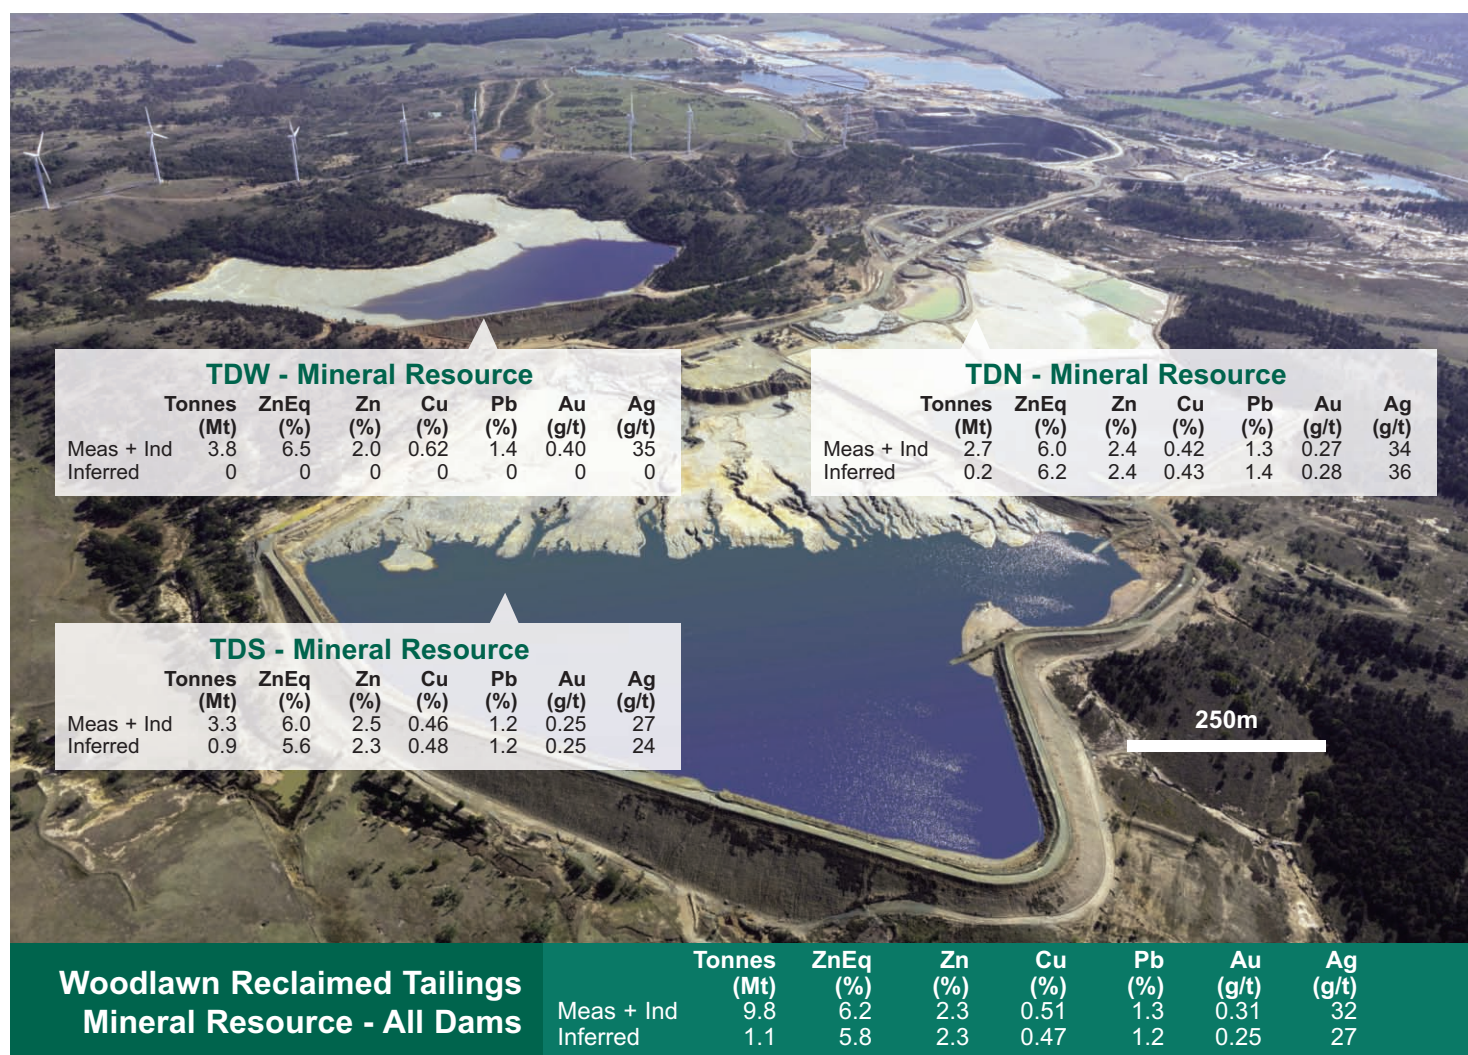 TDW - Mineral Resource
Tonnes ZnEq Zn Cu Pb Au Ag
(Mt) (%) (%) (%) (%) (g/t) (g/t)
Meas + Ind 3.8 6.5 2.0 0.62 1.4 0.40 35
Inferred 0 0 0 0 0 0 0
TDN - Mineral Resource
Tonnes ZnEq Zn Cu Pb Au Ag
(Mt) (%) (%) (%) (%) (g/t) (g/t)
Meas + Ind 2.7 6.0 2.4 0.42 1.3 0.27 34
Inferred 0.2 6.2 2.4 0.43 1.4 0.28 36
TDS - Mineral Resource
Tonnes ZnEq Zn Cu Pb Au Ag
(Mt) (%) (%) (%) (%) (g/t) (g/t)
Meas + Ind 3.3 6.0 2.5 0.46 1.2 0.25 27
Inferred 0.9 5.6 2.3 0.48 1.2 0.25 24
250m
Woodlawn Reclaimed Tailings
Mineral Resource - All Dams
Tonnes ZnEq Zn Cu Pb Au Ag
(Mt) (%) (%) (%) (%) (g/t) (g/t)
Meas + Ind 9.8 6.2 2.3 0.51 1.3 0.31 32
Inferred 1.1 5.8 2.3 0.47 1.2 0.25 27